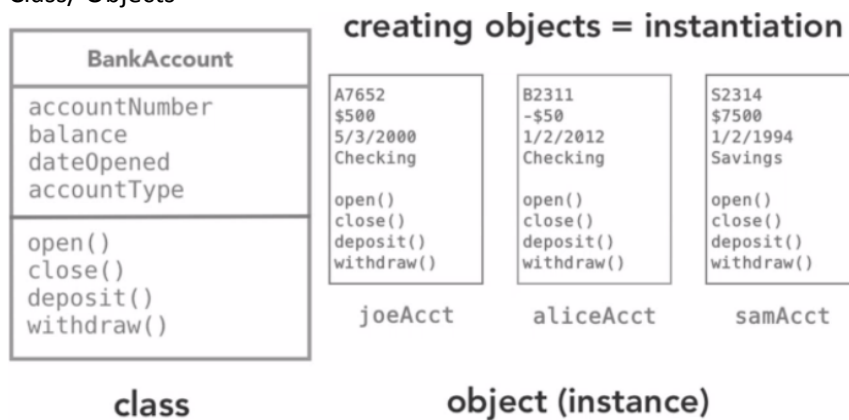 Class/ Objects
creating objects = instantiation
BankAccount
accountNumber
balance
dateOpened
accountType
open()
close()
deposit()
withdraw()
class
A7652
$500
5/3/2000
Checking
open()
close()
deposit()
withdraw()
joeAcct
B2311
-$50
1/2/2012
Checking
open()
close()
deposit()
withdraw()
aliceAcct
S2314
$7500
1/2/1994
Savings
open()
close()
deposit()
withdraw()
samAcct
object (instance)